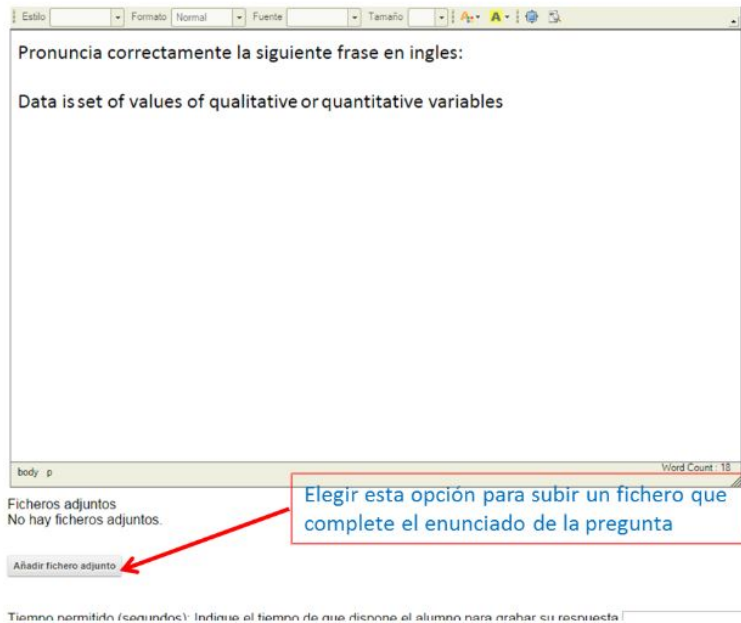 Estilo Formato Normal Fuente Tamaño
Pronuncia correctamente la siguiente frase en ingles:
Data is set of values of qualitative or quantitative variables
body p Word Count : 18
Ficheros adjuntos
No hay ficheros adjuntos.
Elegir esta opción para subir un fichero que
complete el enunciado de la pregunta
Añadir fichero adjunto
Tiempo permitido (segundos): Indique el tiempo de que dispone el alumno para grabar su respuesta